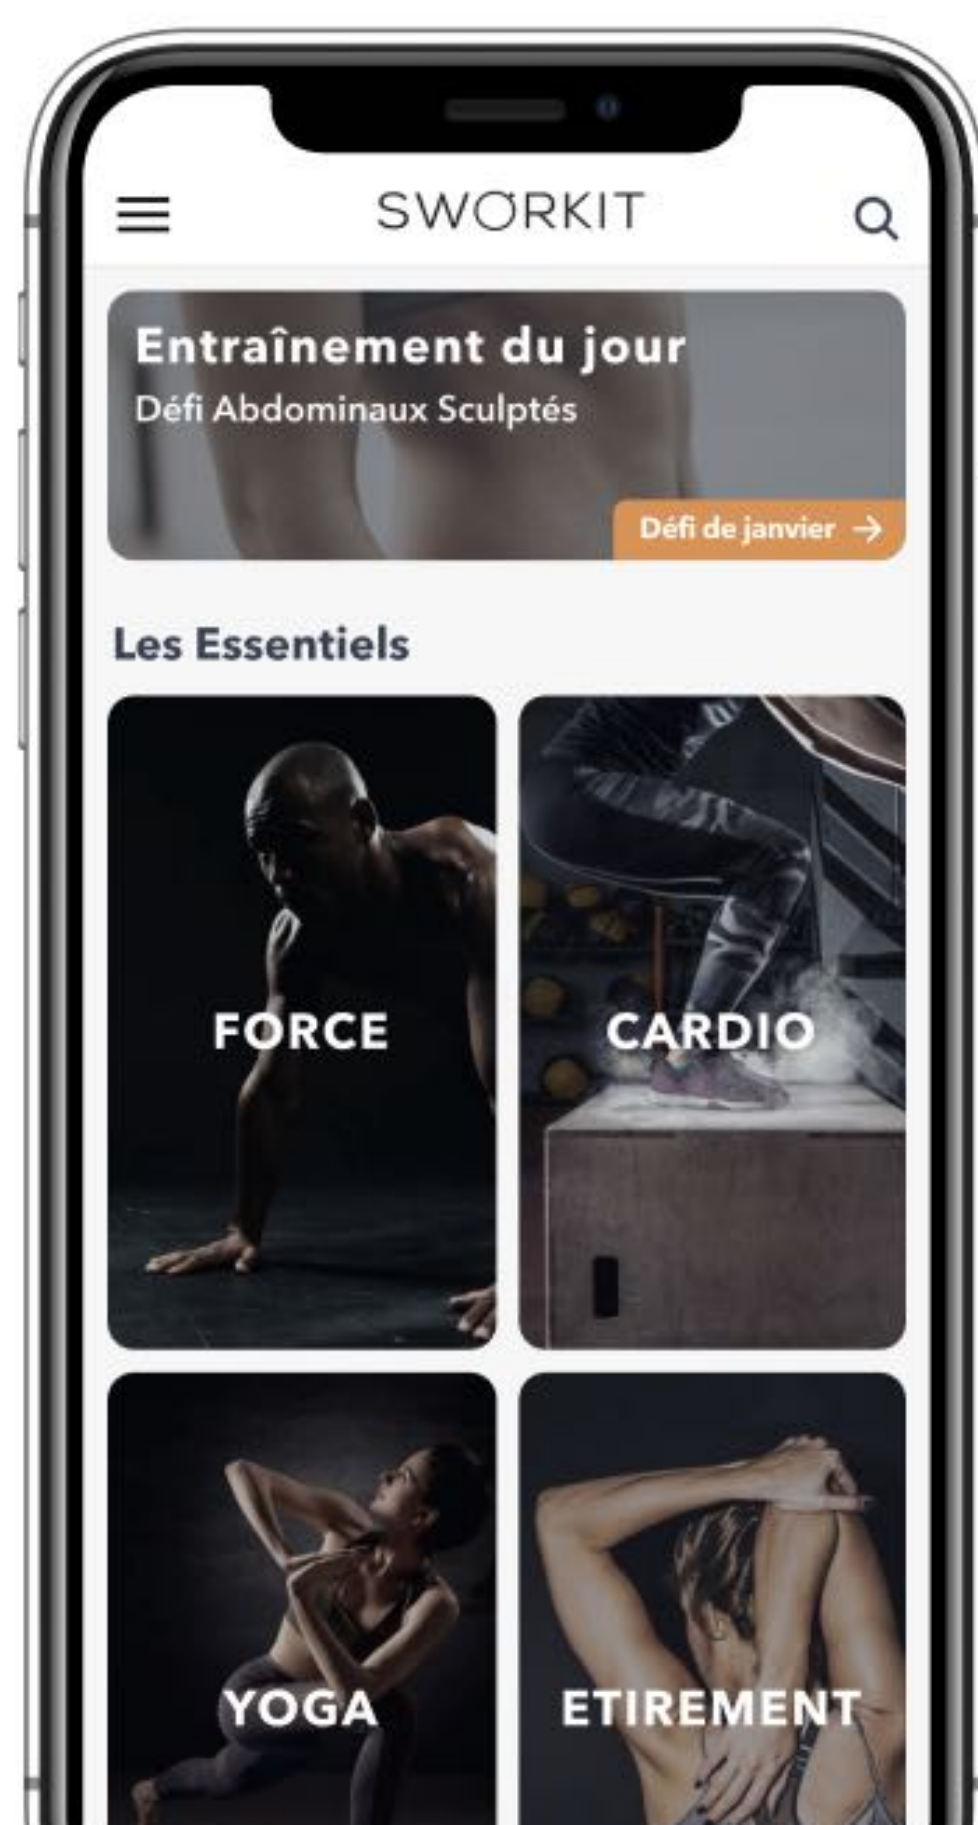 SWORKIT
Entraînement du jour
Défi Abdominaux Sculptés
Défi de janvier →
Les Essentiels
FORCE
CARDIO
YOGA
ETIREMENT